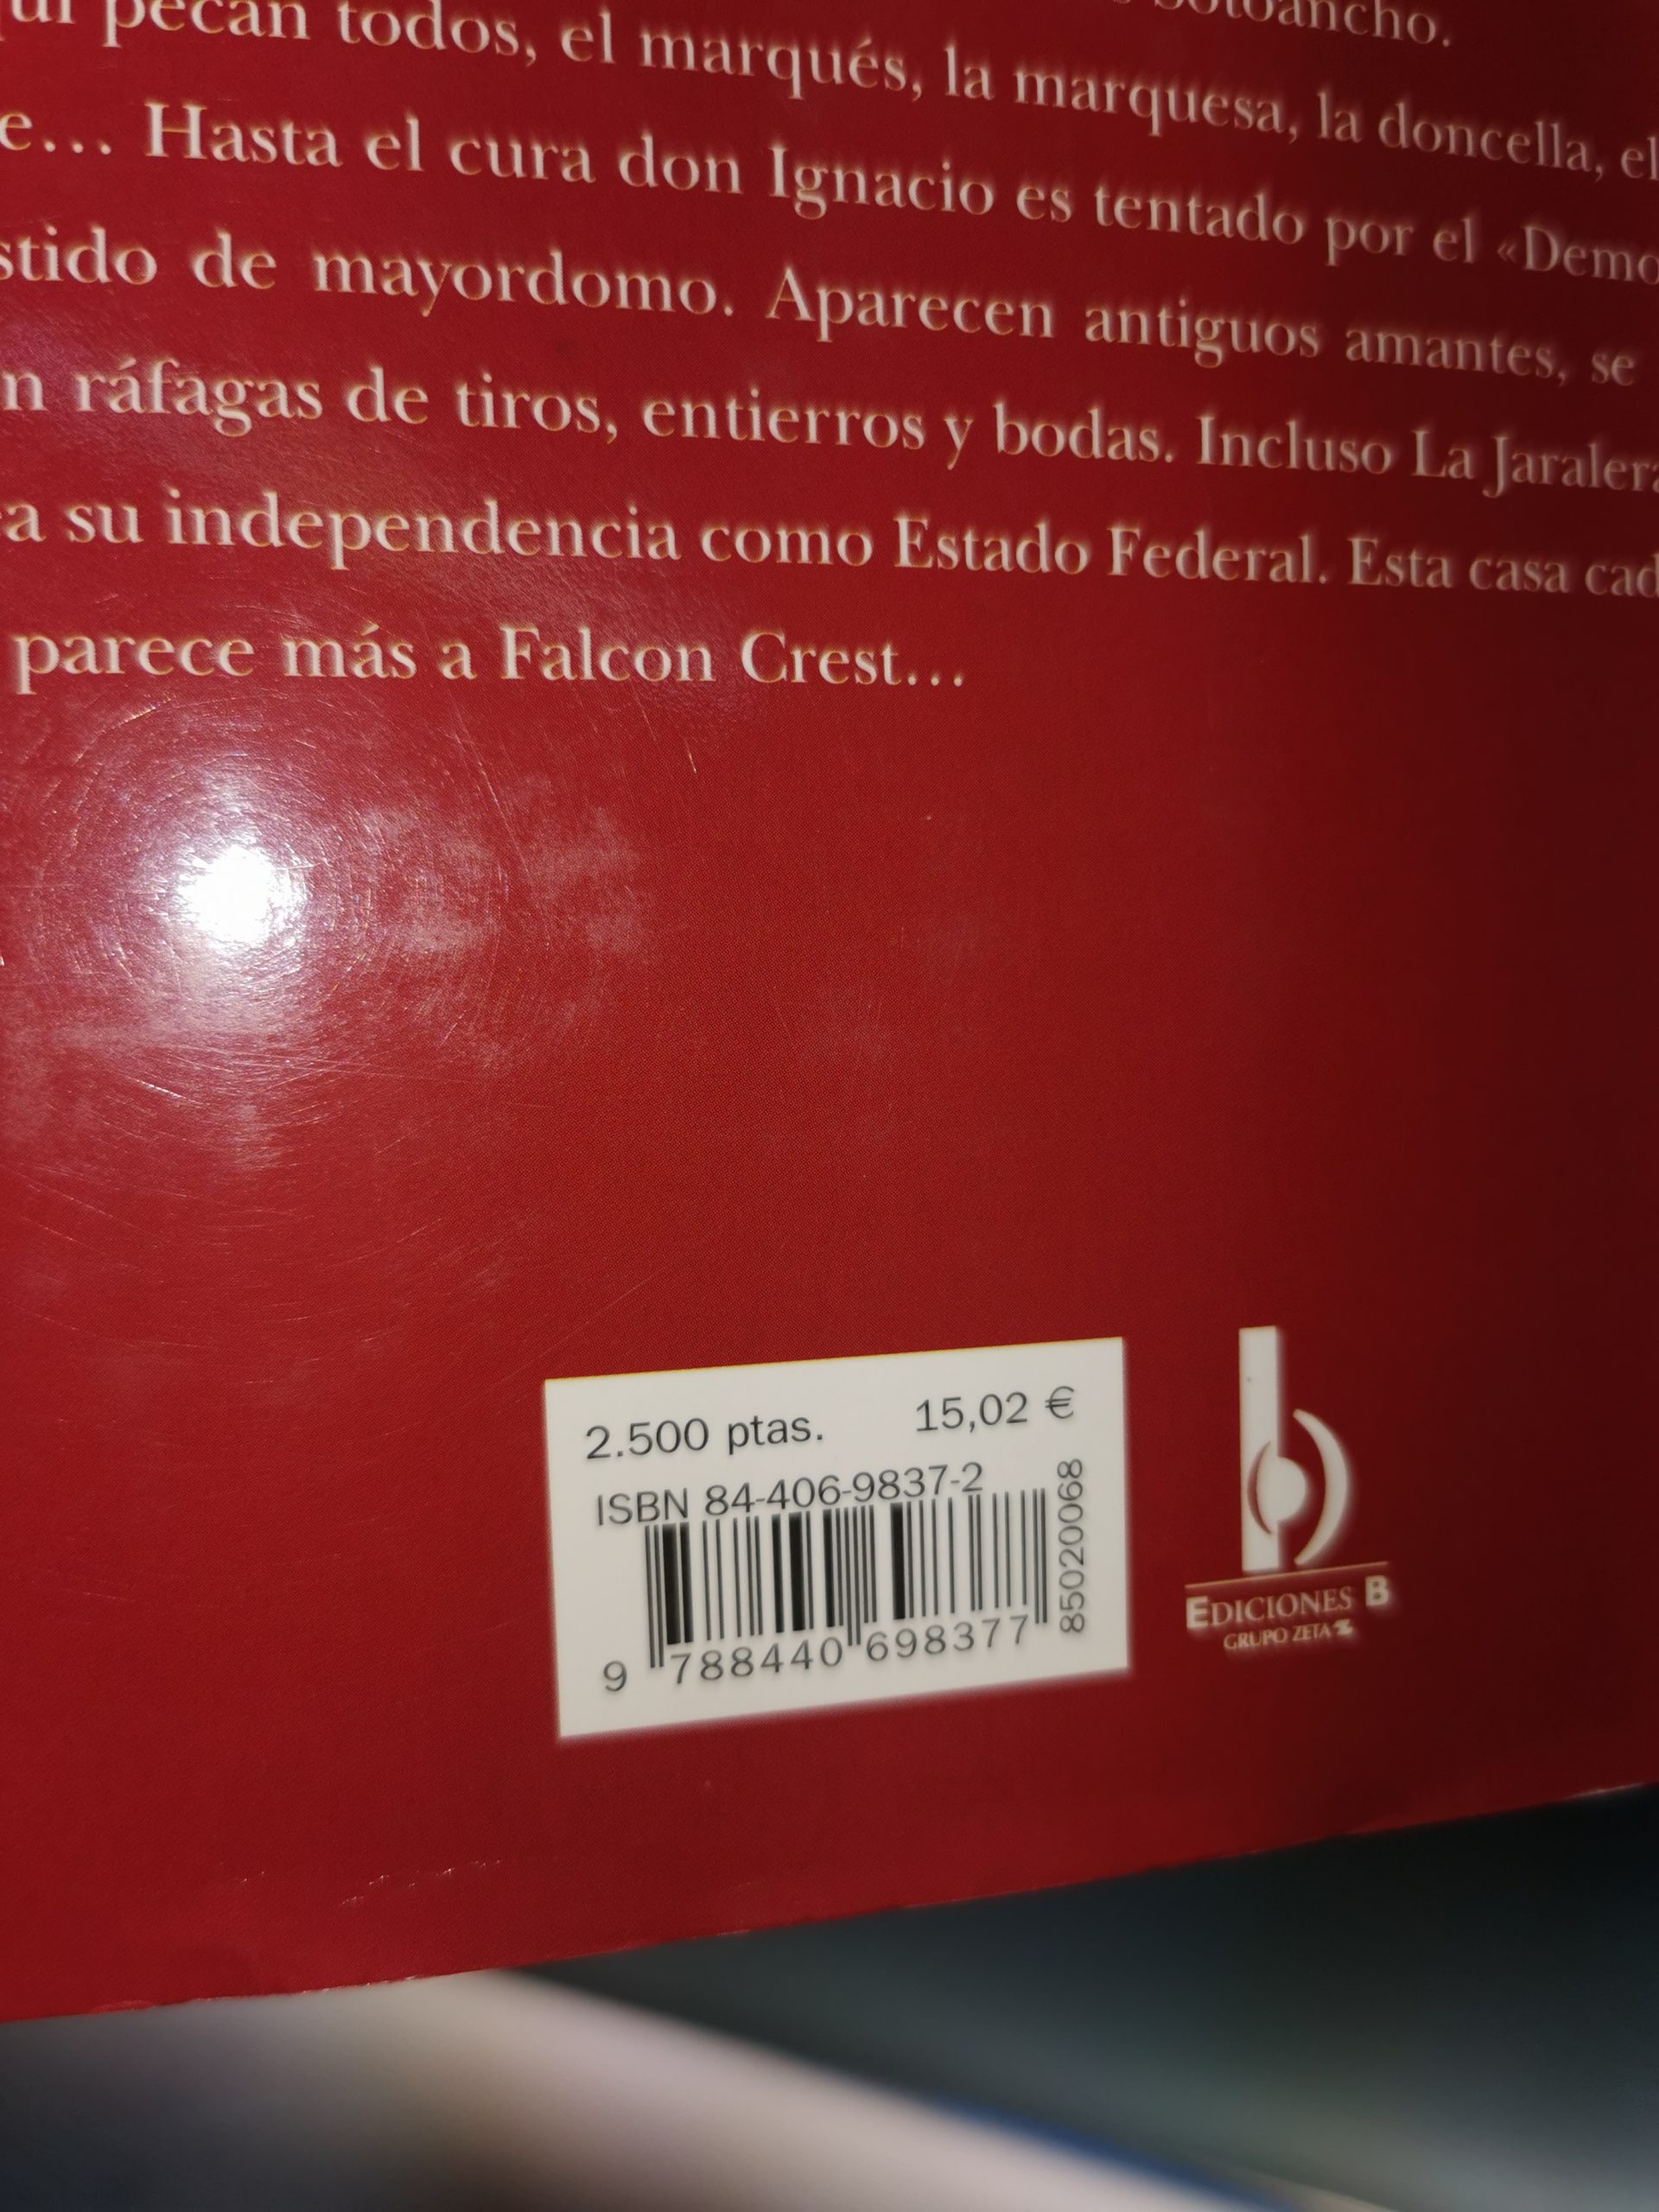 pecan todos, el marqués, la marquesa, la doncella, el
e... Hasta el cura don Ignacio es tentado por el «Demo
stido de mayordomo. Aparecen antiguos amantes, se
n ráfagas de tiros, entierros y bodas. Incluso La Jaralera
a su independencia como Estado Federal. Esta casa cad
parece más a Falcon Crest...
2.500 ptas. 15,02 €
ISBN 84-406-9837-2
9 788440 698377
85020068
EDICIONES B
GRUPO ZETA